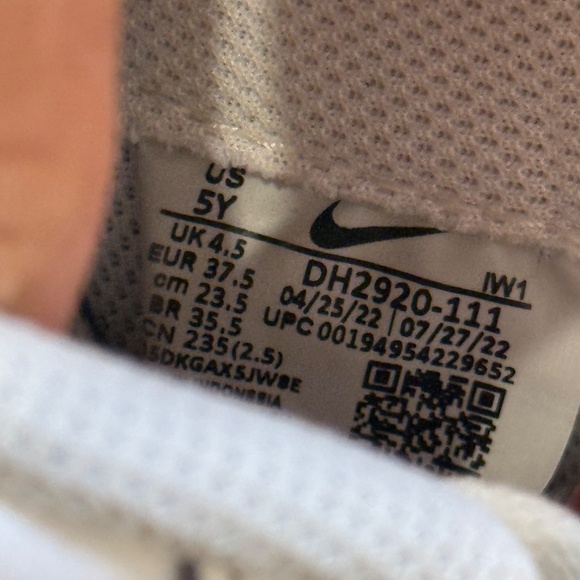 US
5Y
UK 4.5
EUR 37.5
cm 23.5
BR 35.5
CN 235(2.5)
IW1
DH2920-111
04/25/22 07/27/22
UPC 00194954229652